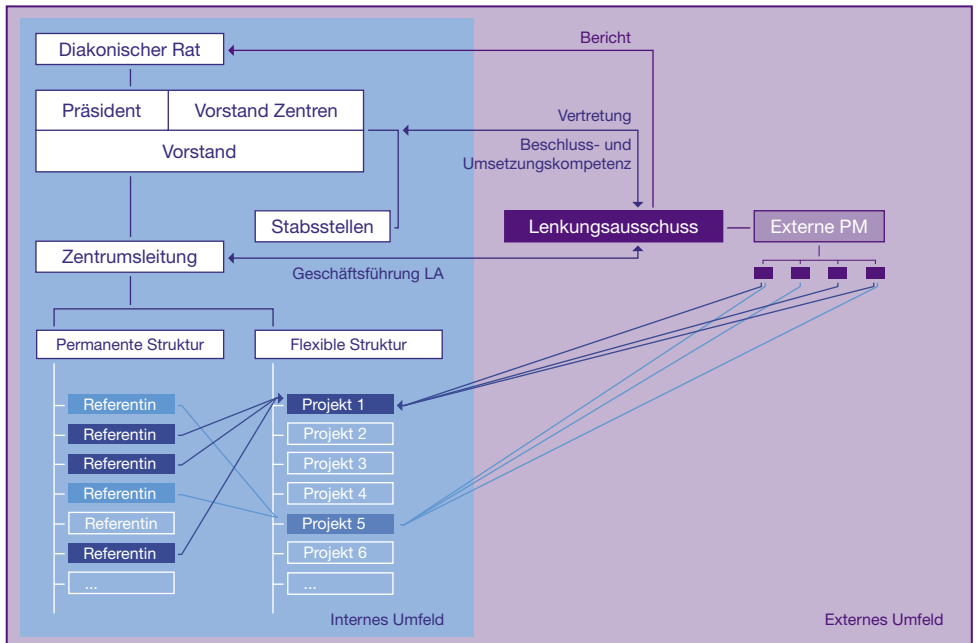 Diakonischer Rat
Bericht
Präsident
Vorstand Zentren
Vorstand
Vertretung
Beschluss- und
Umsetzungskompetenz
Stabsstellen
Lenkungsausschuss
Externe PM
Zentrumsleitung
Geschäftsführung LA
Permanente Struktur
Flexible Struktur
Referentin
Referentin
Referentin
Referentin
Referentin
Referentin
...
Projekt 1
Projekt 2
Projekt 3
Projekt 4
Projekt 5
Projekt 6
...
Internes Umfeld
Externes Umfeld